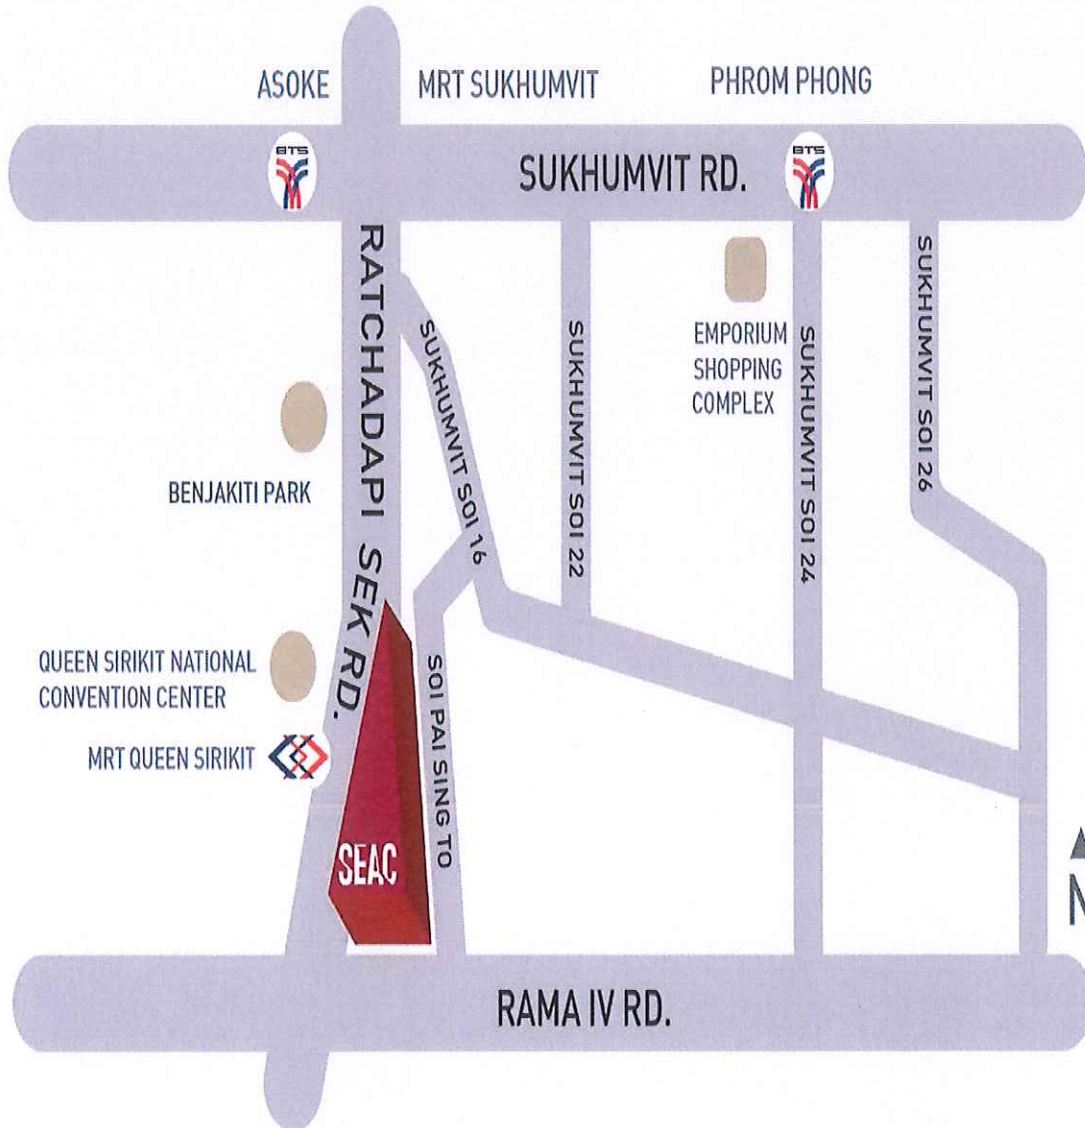 ASOKE
MRT SUKHUMVIT
PHROM PHONG
BTS
SUKHUMVIT RD.
BTS
RATCHADAPI SEK RD.
SUKHUMVIT SOI 16
SUKHUMVIT SOI 22
EMPORIUM
SHOPPING
COMPLEX
SUKHUMVIT SOI 24
SUKHUMVIT SOI 26
BENJAKITI PARK
QUEEN SIRIKIT NATIONAL
CONVENTION CENTER
MRT QUEEN SIRIKIT
SOI PAI SING TO
SEAC
N
RAMA IV RD.